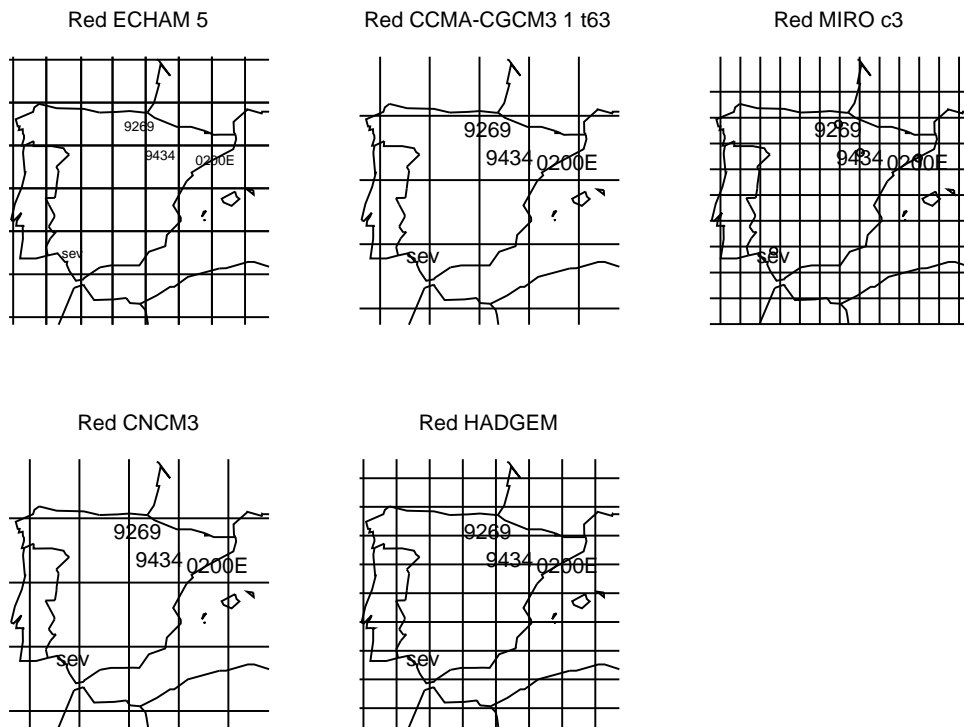 Red ECHAM 5
Red CCMA-CGCM3 1 t63
Red MIRO c3
9269
9434
0200E
sev
9269
9434
0200E
sev
9269
9434
0200E
sev
Red CNCM3
Red HADGEM
9269
9434
0200E
sev
9269
9434
0200E
sev